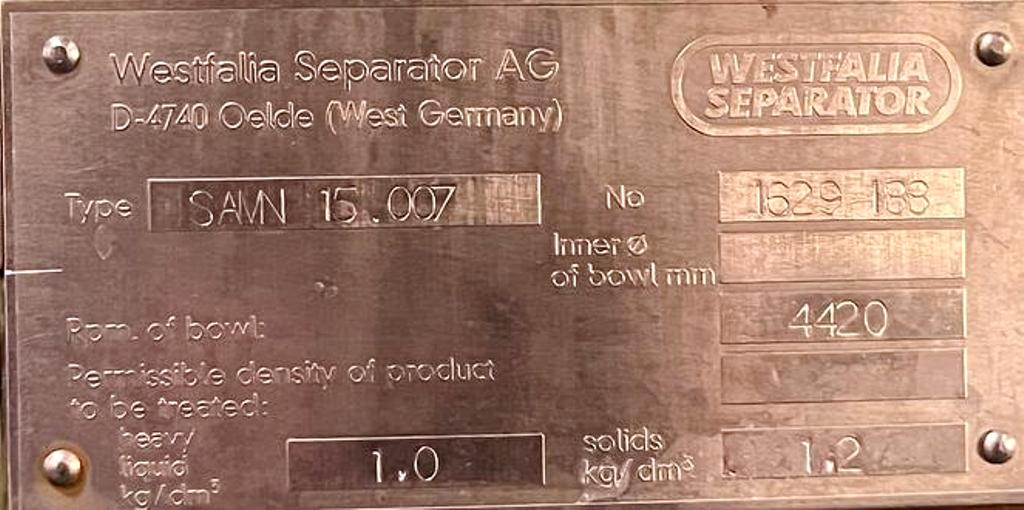 Westfalia Separator AG
D-4740 Oelde (West Germany)
WESTFALIA
SEPARATOR
Type SAMN 15.007 No 1629-188
Inner ø
of bowl mm
Rpm. of bowl: 4420
Permissible density of product
to be treated:
heavy
liquid
kg/dm³ 1.0
solids
kg/dm³ 1.2